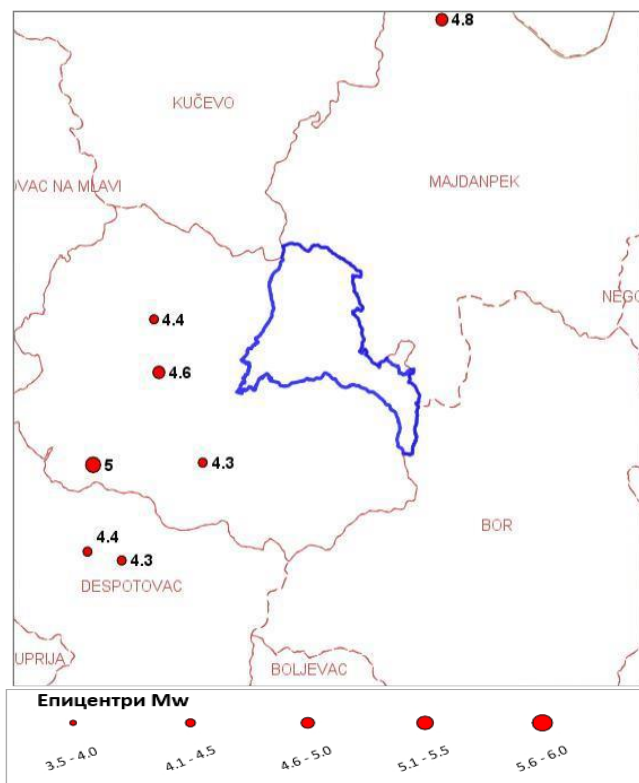 4.8
KUČEVO
OVAC NA MLAVI
MAJDANPEK
NEGO
4.4
4.6
5
4.3
4.4
4.3
BOR
DESPOTOVAC
UPRIJA
BOLJEVAC
Епицентри Mw
3.5 - 4.0
4.1 - 4.5
4.6 - 5.0
5.1 - 5.5
5.6 - 6.0